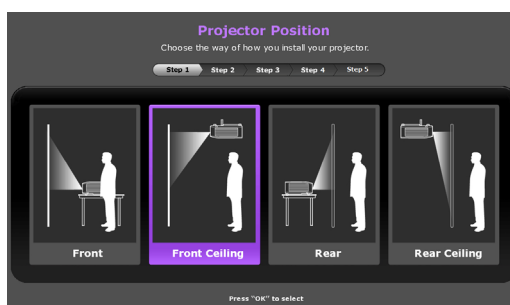 Projector Position
Choose the way of how you install your projector.
Step 1 Step 2 Step 3 Step 4 Step 5
Front Front Ceiling Rear Rear Ceiling
Press "OK" to select